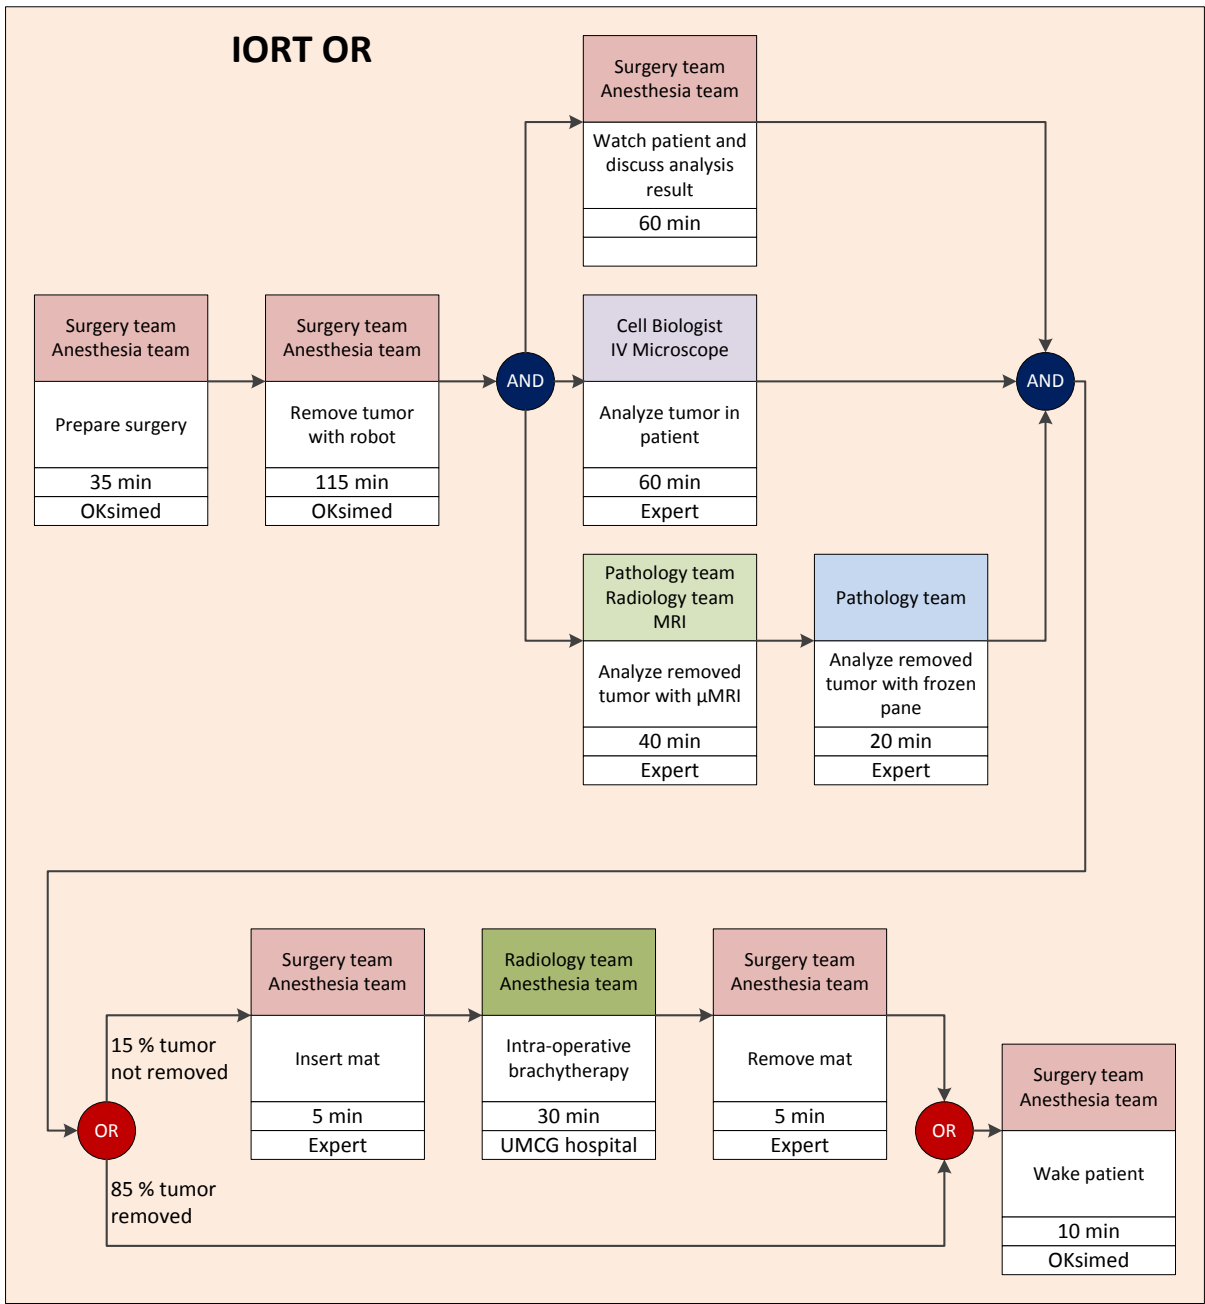 IORT OR
Surgery team
Anesthesia team
Watch patient and
discuss analysis
result
60 min
Surgery team
Anesthesia team
Prepare surgery
35 min
OKsimed
Surgery team
Anesthesia team
Remove tumor
with robot
115 min
OKsimed
AND
Cell Biologist
IV Microscope
Analyze tumor in
patient
60 min
Expert
AND
Pathology team
Radiology team
MRI
Analyze removed
tumor with µMRI
40 min
Expert
Pathology team
Analyze removed
tumor with frozen
pane
20 min
Expert
OR
15 % tumor
not removed
85 % tumor
removed
Surgery team
Anesthesia team
Insert mat
5 min
Expert
Radiology team
Anesthesia team
Intra-operative
brachytherapy
30 min
UMCG hospital
Surgery team
Anesthesia team
Remove mat
5 min
Expert
OR
Surgery team
Anesthesia team
Wake patient
10 min
OKsimed